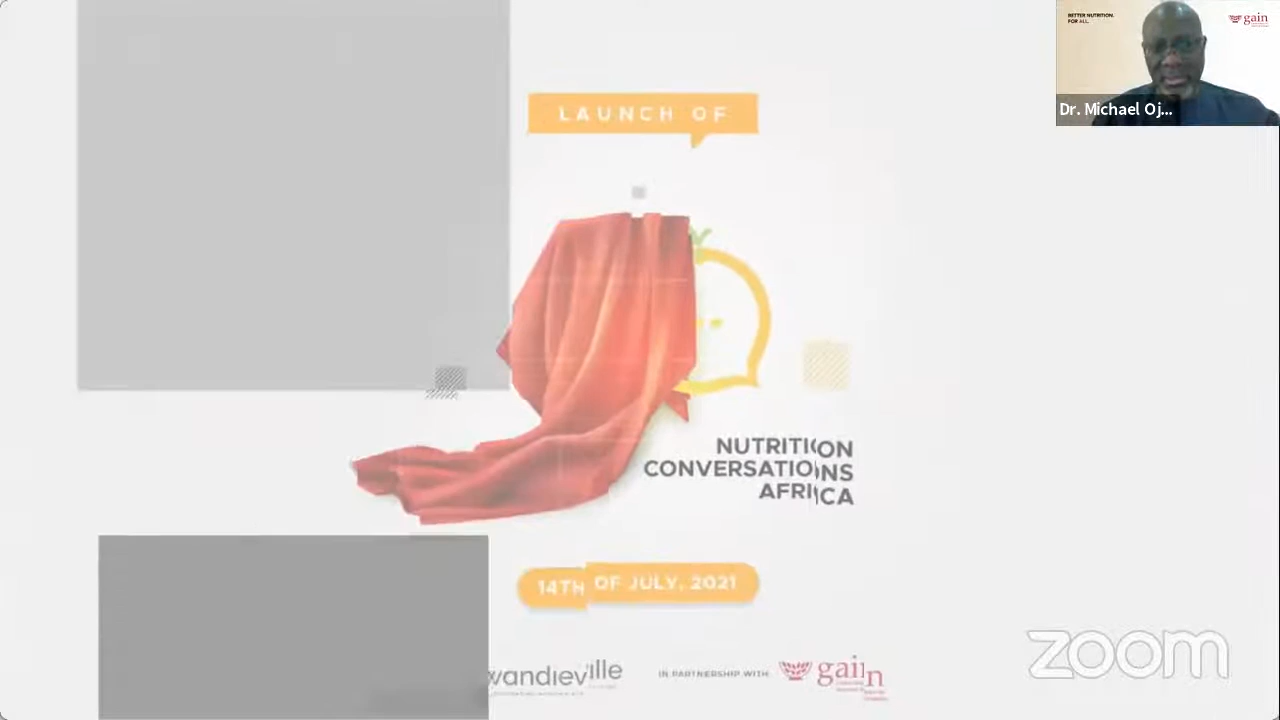 LAUNCH OF
BETTER NUTRITION.
FOR ALL.
gain
Dr. Michael Oj...
NUTRITION
CONVERSATIONS
AFRICA
14TH OF JULY, 2021
wandieville
IN PARTNERSHIP WITH
gain
zoom